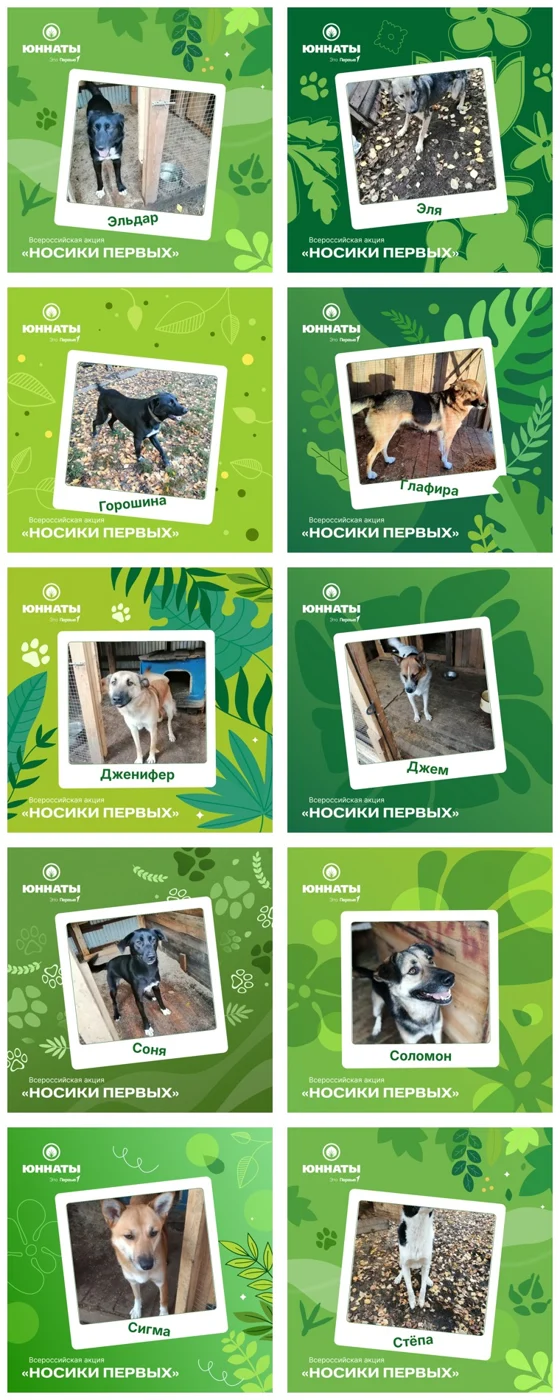 ЮННАТЫ
Это Первые
Эльдар
Всероссийская акция
«НОСИКИ ПЕРВЫХ»
ЮННАТЫ
Это Первые
Эля
Всероссийская акция
«НОСИКИ ПЕРВЫХ»
ЮННАТЫ
Это Первые
Горошина
Всероссийская акция
«НОСИКИ ПЕРВЫХ»
ЮННАТЫ
Это Первые
Глафира
Всероссийская акция
«НОСИКИ ПЕРВЫХ»
ЮННАТЫ
Это Первые
Дженифер
Всероссийская акция
«НОСИКИ ПЕРВЫХ»
ЮННАТЫ
Это Первые
Джем
Всероссийская акция
«НОСИКИ ПЕРВЫХ»
ЮННАТЫ
Это Первые
Соня
Всероссийская акция
«НОСИКИ ПЕРВЫХ»
ЮННАТЫ
Это Первые
Соломон
Всероссийская акция
«НОСИКИ ПЕРВЫХ»
ЮННАТЫ
Это Первые
Сигма
Всероссийская акция
«НОСИКИ ПЕРВЫХ»
ЮННАТЫ
Это Первые
Стёпа
Всероссийская акция
«НОСИКИ ПЕРВЫХ»